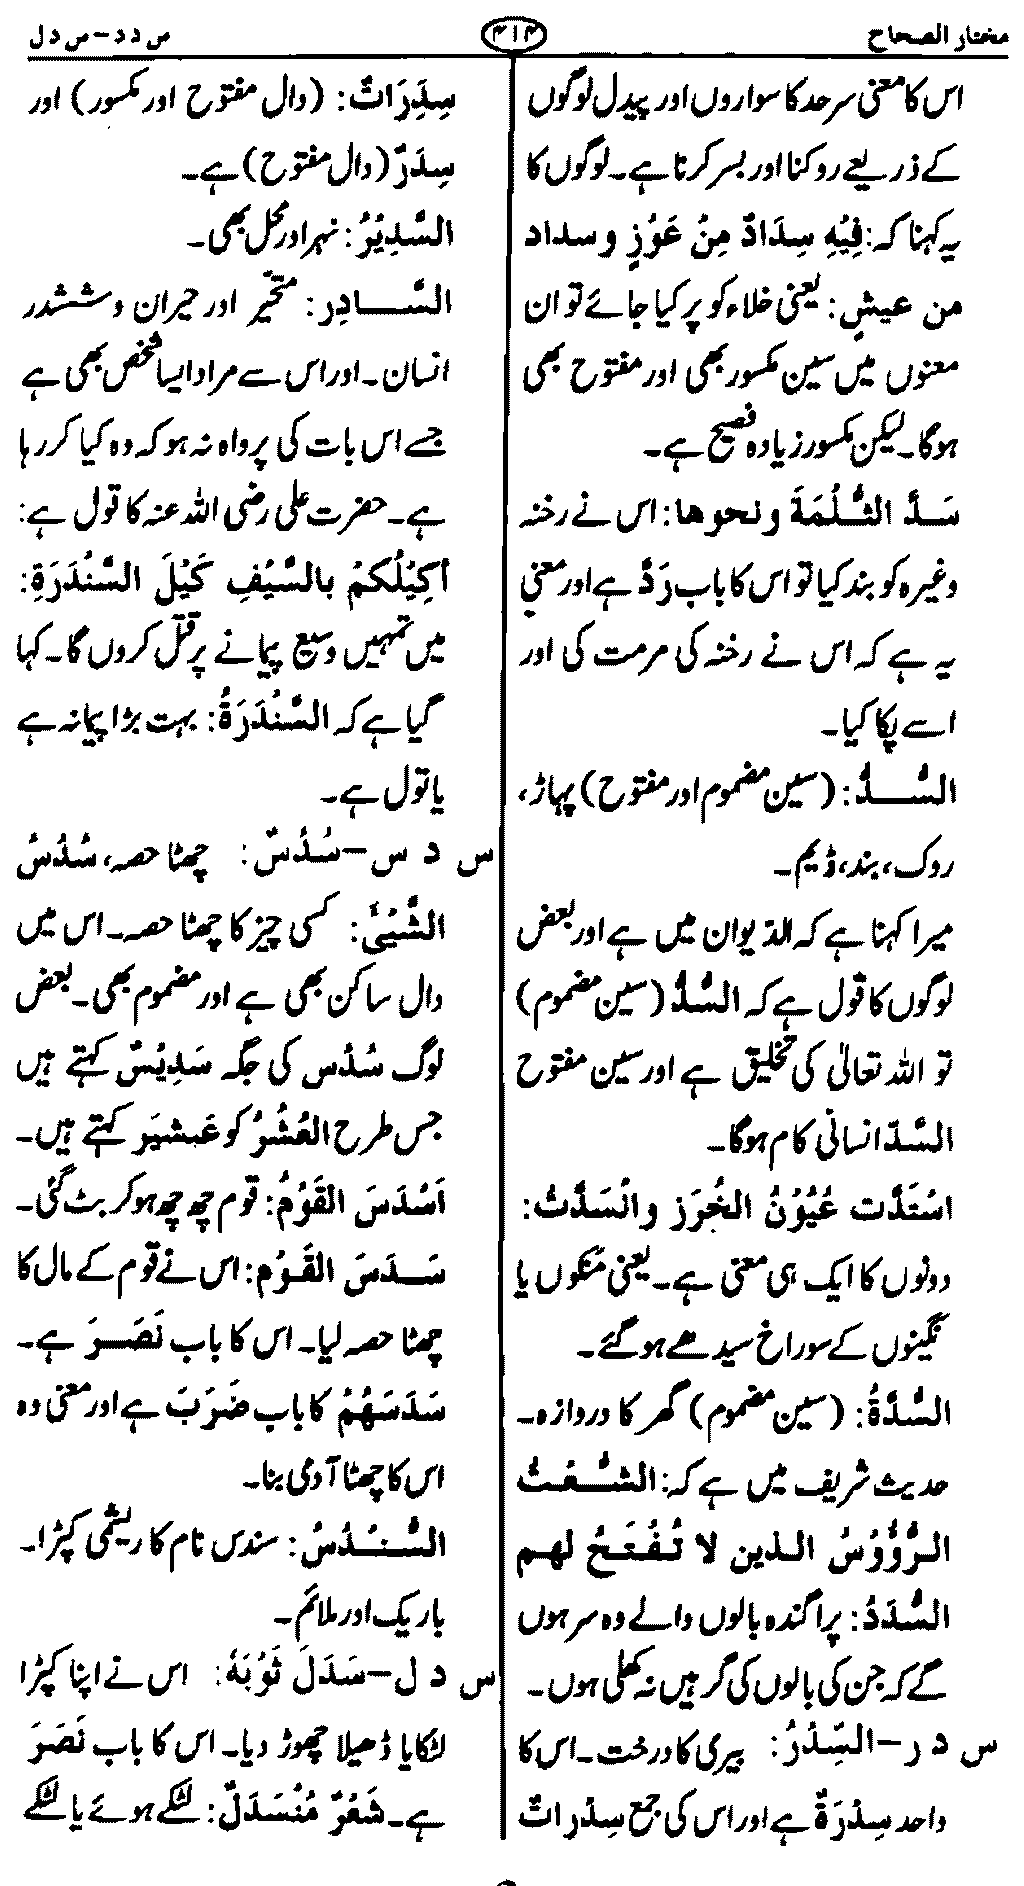 مختار الصحاح
۴۱۴
س د د – س د ل
اس کا معنی سرحد کا سواروں اور پیدل لوگوں
کے ذریعے روکنا اور بسر کرنا ہے۔ لوگوں کا
یہ کہنا کہ: فِيْهِ سِدَادٌ مِنْ عَوَزٍ و سداد
من عيشٍ: یعنی خلاء کو پر کیا جائے تو ان
معنوں میں سین مکسور بھی اور مفتوح بھی
ہوگا۔ لیکن مکسور زیادہ فصیح ہے۔
سَدَّ الثُّلْمَةَ و نحوها: اس نے رخنہ
وغیرہ کو بند کیا تو اس کا باب رَدَّ ہے اور معنی
یہ ہے کہ اس نے رخنہ کی مرمت کی اور
اسے پکا کیا۔
السُّدُّ: (سین مضموم اور مفتوح) پہاڑ،
روک، بند، ڈیم۔
میرا کہنا ہے کہ الدیوان میں ہے اور بعض
لوگوں کا قول ہے کہ السُّدُّ (سین مضموم)
تو اللہ تعالیٰ کی تخلیق ہے اور سین مفتوح
السَّدّ انسانی کام ہوگا۔
اسْتَدَّت عُيُوْنُ الخُرَزِ وانْسَدَّتْ:
دونوں کا ایک ہی معنی ہے۔ یعنی منکوں یا
نگینوں کے سوراخ سیدھے ہوگئے۔
السُّدَّةُ: (سین مضموم) گھر کا دروازہ۔
حدیث شریف میں ہے کہ: الشُّعْثُ
الرُّؤُوْسُ الذين لا تُفْتَحُ لهم
السُّدَدُ: پراگندہ بالوں والے وہ سر ہوں
گے کہ جن کی بالوں کی گرہیں نہ کھلی ہوں۔
س د ر – السِّدْرُ: بیری کا درخت۔ اس کا
واحد سِدْرَةٌ ہے اور اس کی جمع سِدْرَاتٌ
سِدِرَاتٌ: (دال مفتوح اور مکسور) اور
سِدَرٌ (دال مفتوح) ہے۔
السَّدِيْرُ: نہر اور محل بھی۔
السَّادِر: متحیّر اور حیران و ششدر
انسان۔ اور اس سے مراد ایسا شخص بھی ہے
جسے اس بات کی پرواہ نہ ہو کہ وہ کیا کر رہا
ہے۔ حضرت علی رضی اللہ عنہ کا قول ہے:
أكِيْلُكُمْ بالسَّيْفِ كَيْلَ السَّنْدَرَةِ:
میں تمہیں وسیع پیمانے پر قتل کروں گا۔ کہا
گیا ہے کہ السَّنْدَرَةُ: بہت بڑا پیمانہ ہے
یا تول ہے۔
س د س – سُدُسٌ: چھٹا حصہ، سُدُسُ
الشَّيْئِ: کسی چیز کا چھٹا حصہ۔ اس میں
دال ساکن بھی ہے اور مضموم بھی۔ بعض
لوگ سُدُس کی جگہ سَدِيْسٌ کہتے ہیں
جس طرح العُشْرُ کو عَشِيْر کہتے ہیں۔
اَسْدَسَ القَوْمُ: قوم چھ چھ ہو کر بٹ گئی۔
سَدَسَ القَوْمَ: اس نے قوم کے مال کا
چھٹا حصہ لیا۔ اس کا باب نَصَرَ ہے۔
سَدَسَهُمْ کا باب ضَرَبَ ہے اور معنی وہ
اس کا چھٹا آدمی بنا۔
السُّنْدُسُ: سندس نام کا ریشمی کپڑا۔
باریک اور ملائم۔
س د ل – سَدَلَ ثَوْبَهٗ: اس نے اپنا کپڑا
لٹکایا ڈھیلا چھوڑ دیا۔ اس کا باب نَصَرَ
ہے۔ شَعْرٌ مُنْسَدِلٌ: لٹکے ہوئے یا لٹکے